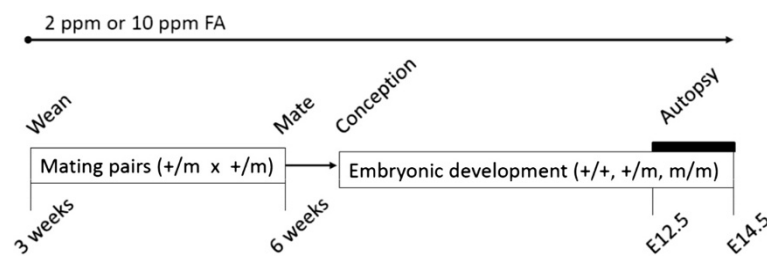 2 ppm or 10 ppm FA
Wean
Mate
Conception
Autopsy
Mating pairs (+/m x +/m)
Embryonic development (+/+, +/m, m/m)
3 weeks
6 weeks
E12.5
E14.5